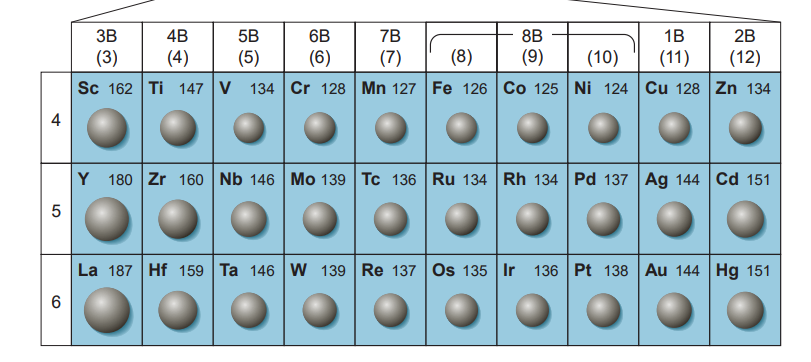 3B 4B 5B 6B 7B 8B 1B 2B
(3) (4) (5) (6) (7) (8) (9) (10) (11) (12)
4 Sc 162 Ti 147 V 134 Cr 128 Mn 127 Fe 126 Co 125 Ni 124 Cu 128 Zn 134
5 Y 180 Zr 160 Nb 146 Mo 139 Tc 136 Ru 134 Rh 134 Pd 137 Ag 144 Cd 151
6 La 187 Hf 159 Ta 146 W 139 Re 137 Os 135 Ir 136 Pt 138 Au 144 Hg 151